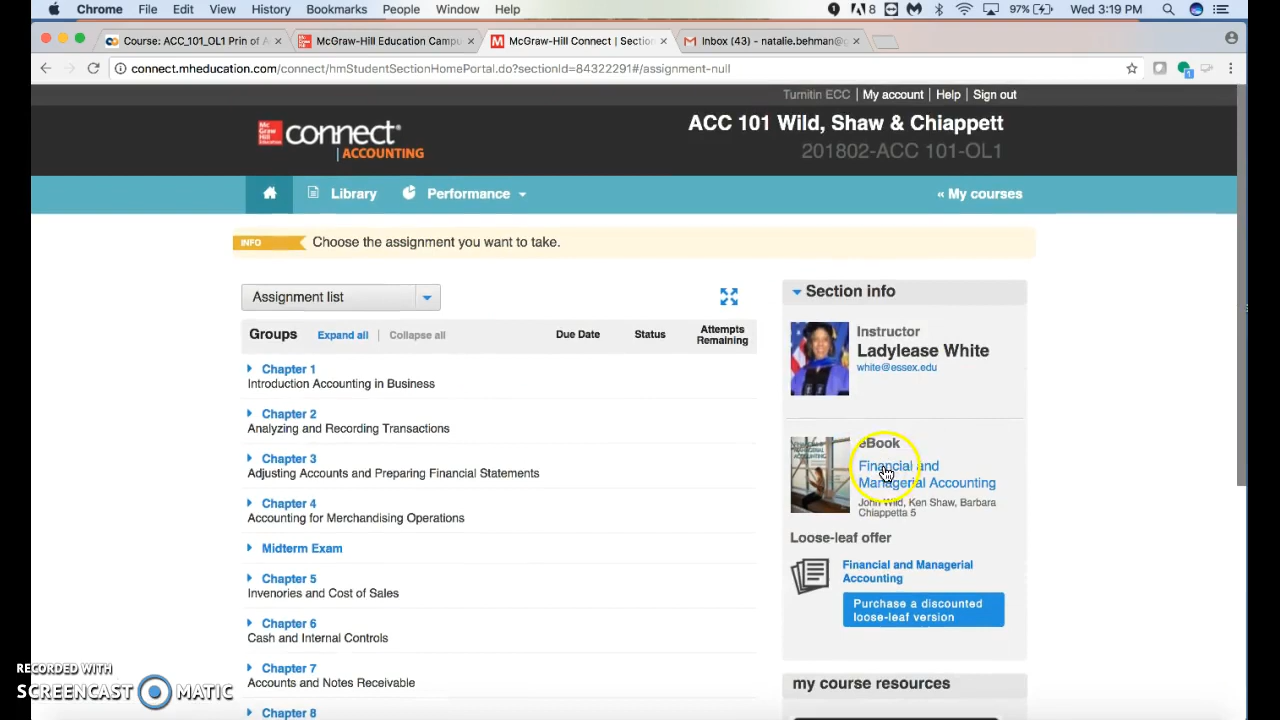 Chrome File Edit View History Bookmarks People Window Help 8 97% Wed 3:19 PM
Course: ACC_101_OL1 Prin of A McGraw-Hill Education Campu McGraw-Hill Connect | Section Inbox (43) - natalie.behman@g
connect.mheducation.com/connect/hmStudentSectionHomePortal.do?sectionId=84322291#/assignment-null
Turnitin ECC | My account | Help | Sign out
Mc Graw Hill Education connect ACCOUNTING
ACC 101 Wild, Shaw & Chiappett
201802-ACC 101-OL1
Library Performance « My courses
INFO Choose the assignment you want to take.
Assignment list
Groups Expand all | Collapse all Due Date Status Attempts Remaining
Chapter 1
Introduction Accounting in Business
Chapter 2
Analyzing and Recording Transactions
Chapter 3
Adjusting Accounts and Preparing Financial Statements
Chapter 4
Accounting for Merchandising Operations
Midterm Exam
Chapter 5
Invenories and Cost of Sales
Chapter 6
Cash and Internal Controls
Chapter 7
Accounts and Notes Receivable
Chapter 8
Section info
Instructor
Ladylease White
white@essex.edu
eBook
Financial and
Managerial Accounting
John Wild, Ken Shaw, Barbara
Chiappetta 5
Loose-leaf offer
Financial and Managerial
Accounting
Purchase a discounted
loose-leaf version
my course resources
RECORDED WITH
SCREENCAST MATIC